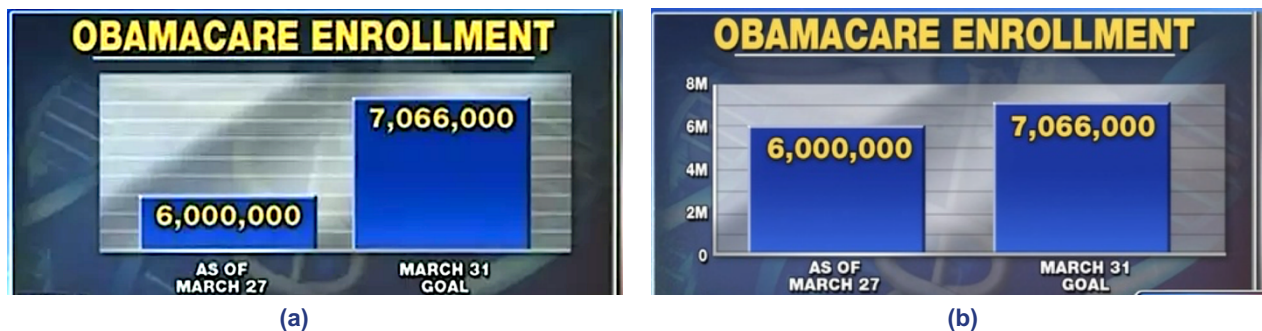 OBAMACARE ENROLLMENT
7,066,000
6,000,000
AS OF
MARCH 27
MARCH 31
GOAL
(a)
OBAMACARE ENROLLMENT
8M
6M
4M
2M
0
6,000,000
7,066,000
AS OF
MARCH 27
MARCH 31
GOAL
(b)